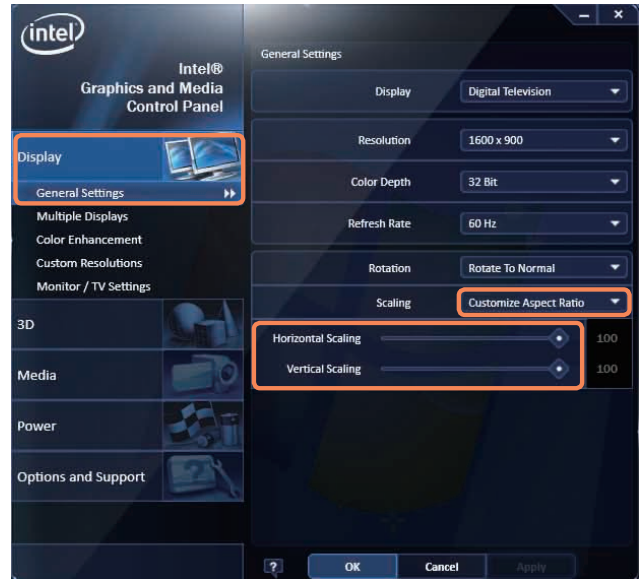 intel
Intel®
Graphics and Media
Control Panel
Display
General Settings
Multiple Displays
Color Enhancement
Custom Resolutions
Monitor / TV Settings
3D
Media
Power
Options and Support
General Settings
Display Digital Television
Resolution 1600 x 900
Color Depth 32 Bit
Refresh Rate 60 Hz
Rotation Rotate To Normal
Scaling Customize Aspect Ratio
Horizontal Scaling 100
Vertical Scaling 100
? OK Cancel Apply